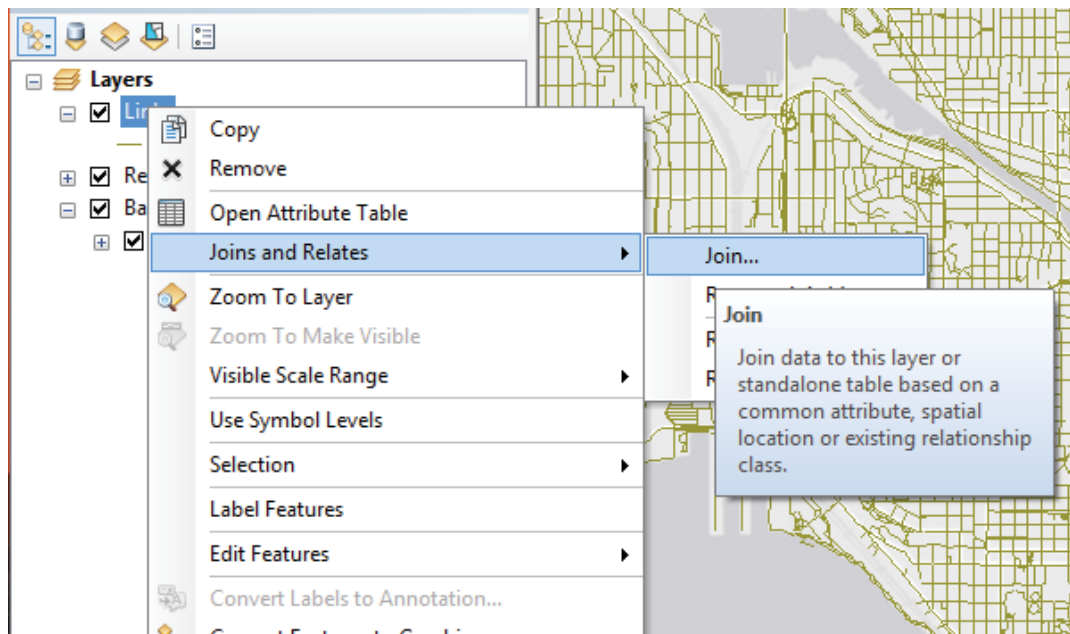 Layers
Copy
Remove
Open Attribute Table
Joins and Relates
Join...
Zoom To Layer
Join
Zoom To Make Visible
Join data to this layer or
standalone table based on a
common attribute, spatial
location or existing relationship
class.
Visible Scale Range
Use Symbol Levels
Selection
Label Features
Edit Features
Convert Labels to Annotation...